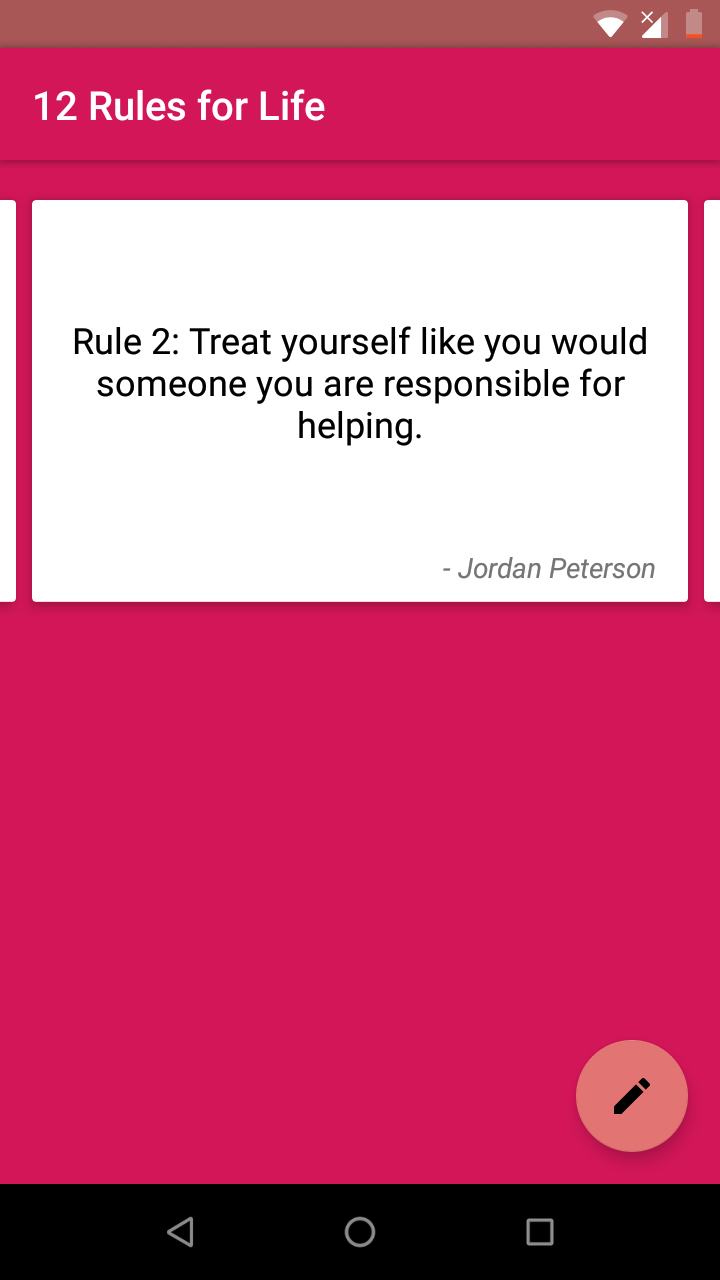 12 Rules for Life
Rule 2: Treat yourself like you would
someone you are responsible for
helping.
- Jordan Peterson